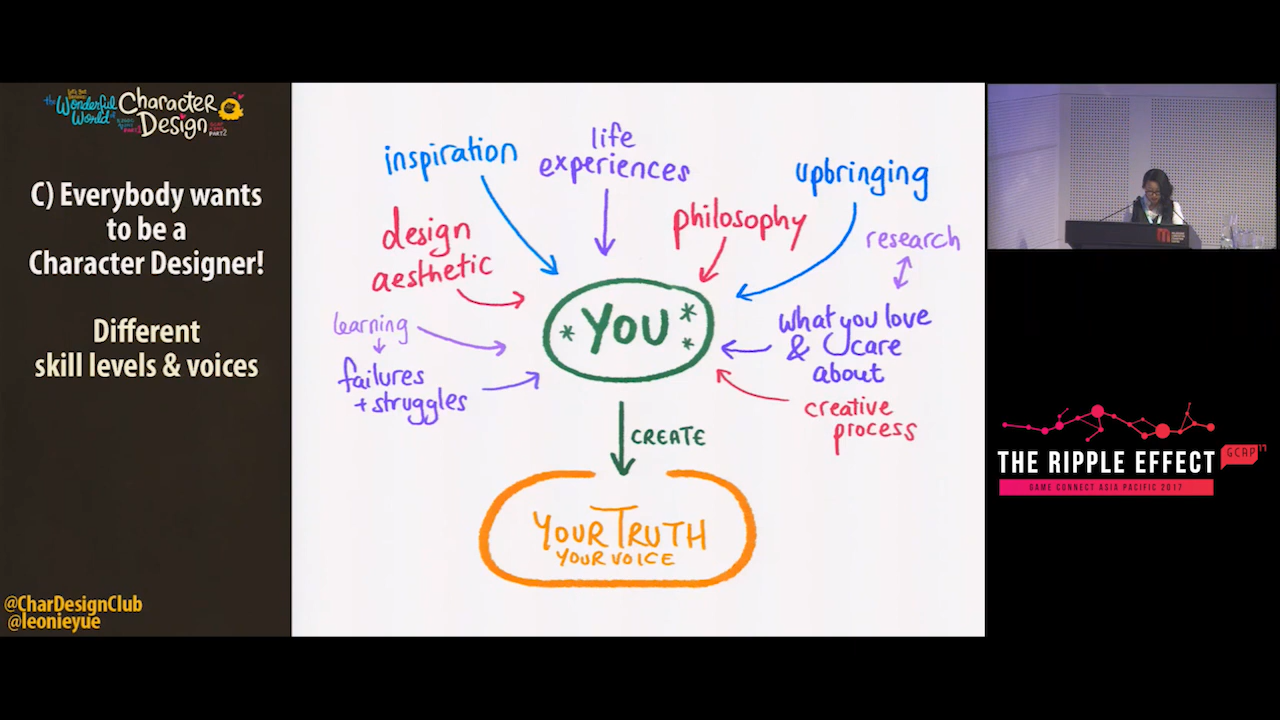 the Wonderful World of
Character Design
PART 2
C) Everybody wants
to be a
Character Designer!
Different
skill levels & voices
@CharDesignClub
@leonieyue
inspiration
life
experiences
upbringing
philosophy
design
aesthetic
research
learning
YOU
what you love
& care
about
failures
+ struggles
creative
process
CREATE
YOUR TRUTH
YOUR VOICE
THE RIPPLE EFFECT
GCAP 17
GAME CONNECT ASIA PACIFIC 2017